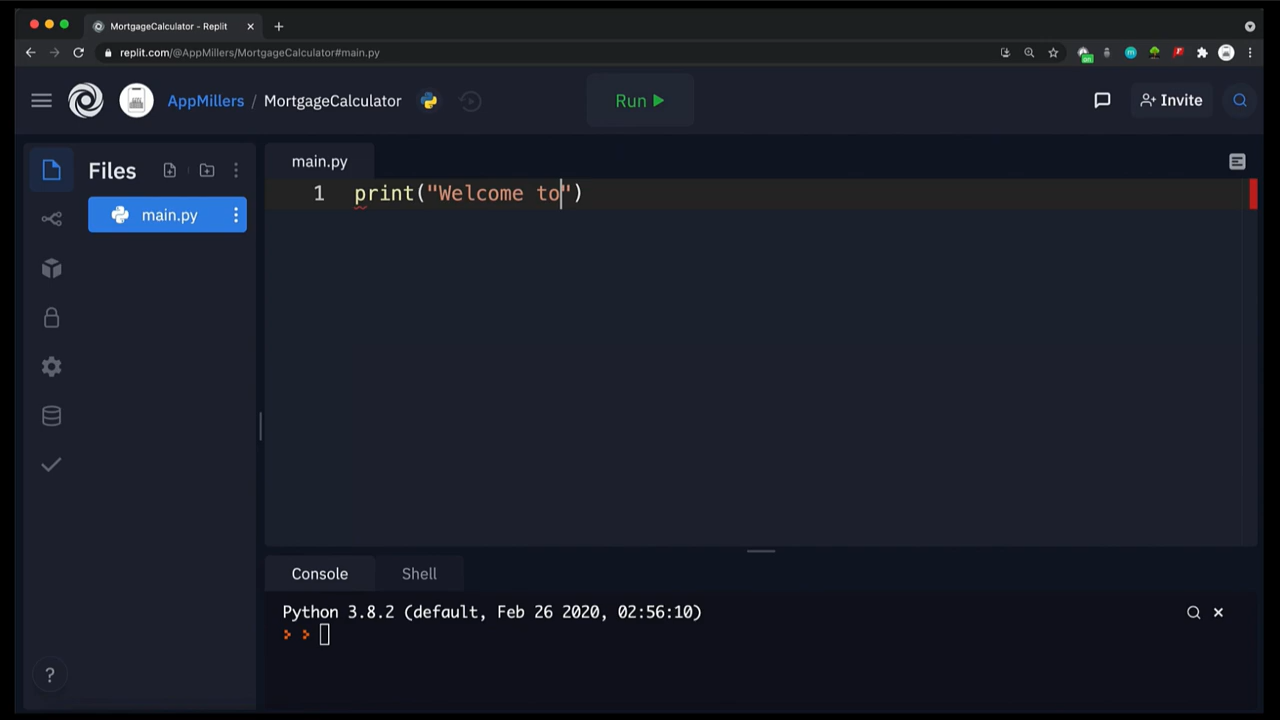 MortgageCalculator - Replit
replit.com/@AppMillers/MortgageCalculator#main.py
on
AppMillers / MortgageCalculator
Run
Invite
Files
main.py
main.py
1 print("Welcome to")
Console
Shell
Python 3.8.2 (default, Feb 26 2020, 02:56:10)
?